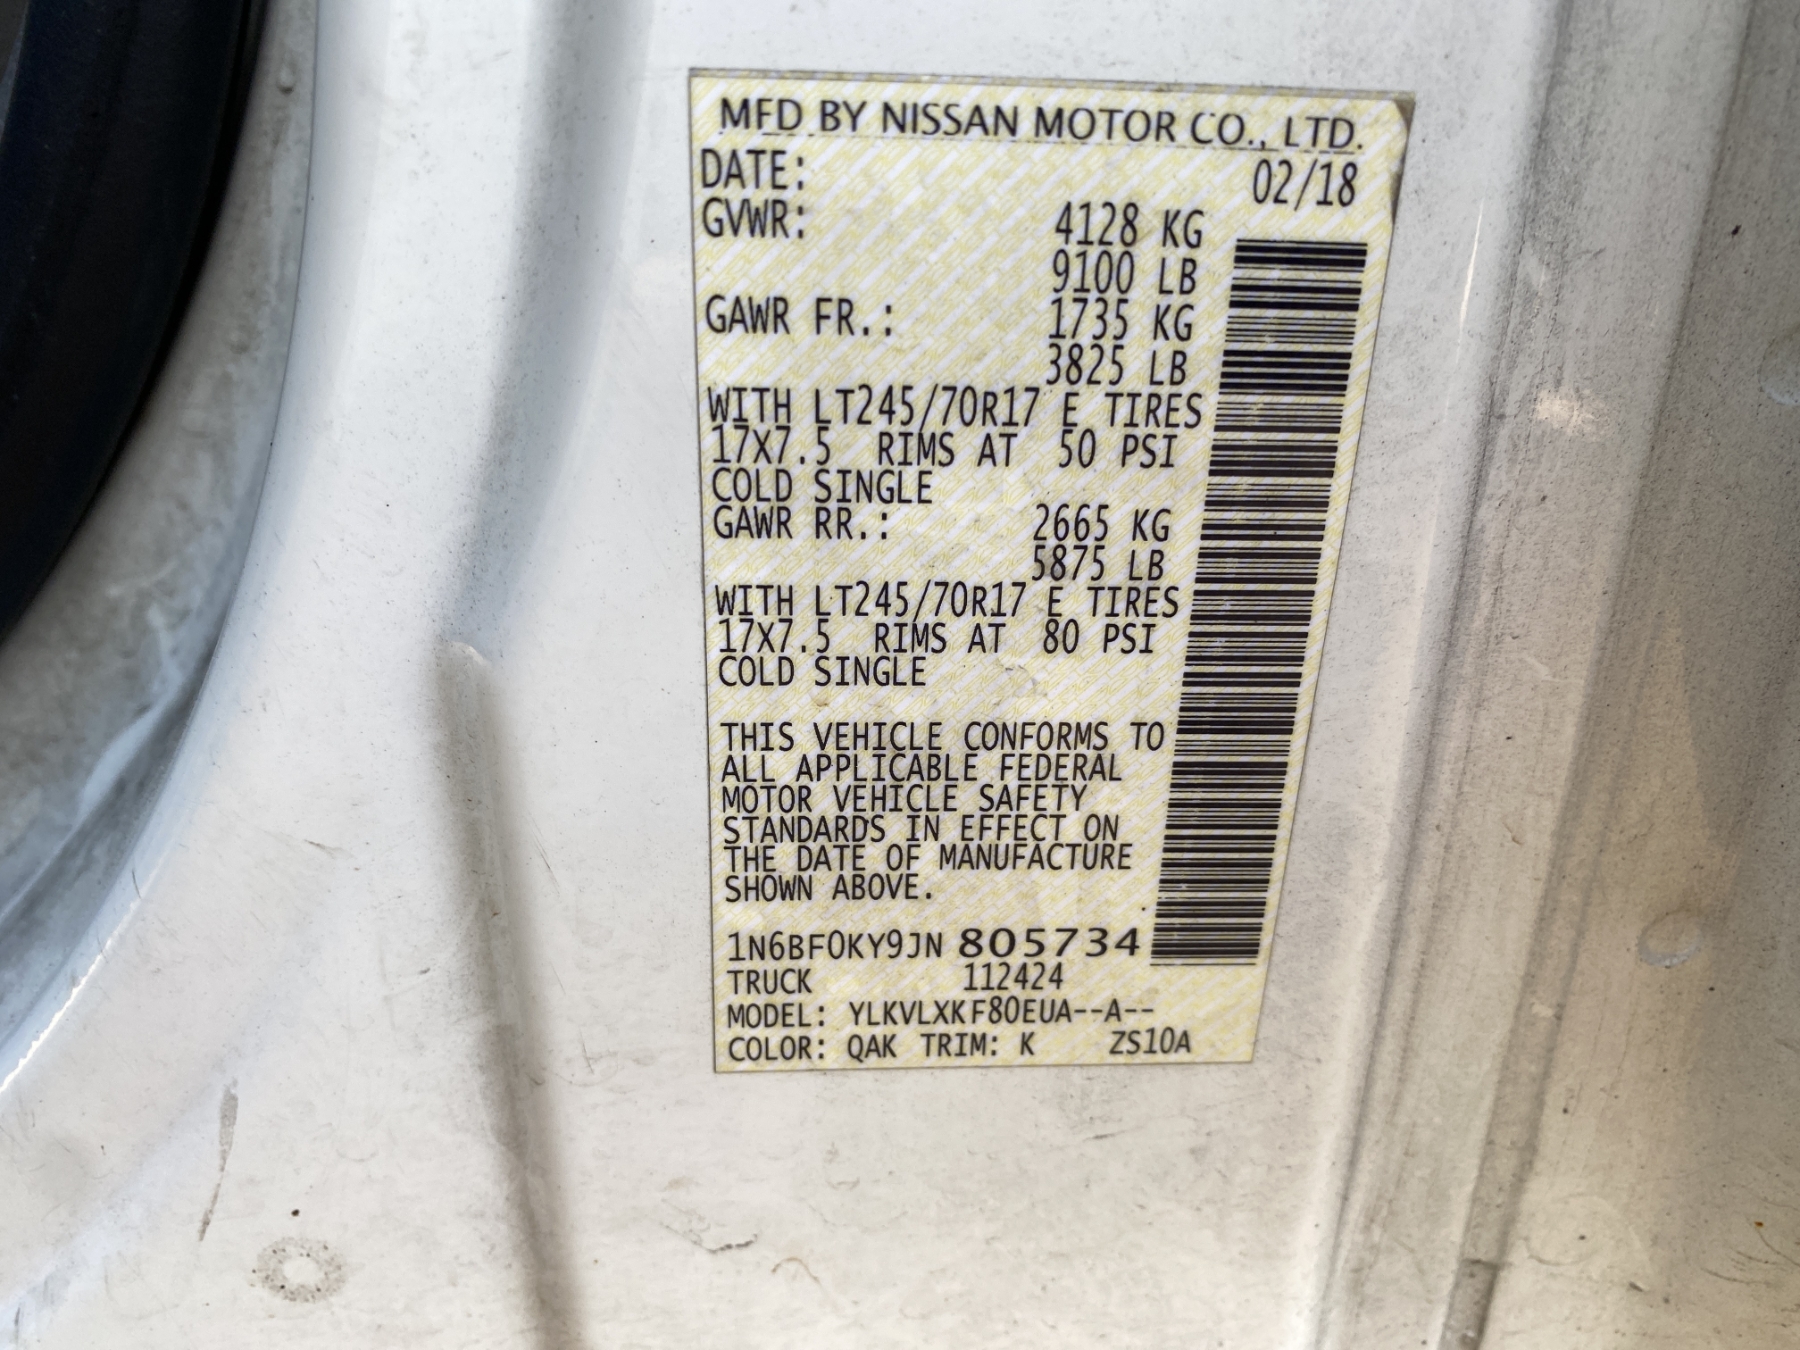 MFD BY NISSAN MOTOR CO., LTD.
DATE: 02/18
GVWR: 4128 KG
9100 LB
GAWR FR.: 1735 KG
3825 LB
WITH LT245/70R17 E TIRES
17X7.5 RIMS AT 50 PSI
COLD SINGLE
GAWR RR.: 2665 KG
5875 LB
WITH LT245/70R17 E TIRES
17X7.5 RIMS AT 80 PSI
COLD SINGLE
THIS VEHICLE CONFORMS TO
ALL APPLICABLE FEDERAL
MOTOR VEHICLE SAFETY
STANDARDS IN EFFECT ON
THE DATE OF MANUFACTURE
SHOWN ABOVE.
1N6BF0KY9JN 805734
TRUCK 112424
MODEL: YLKVLXKF80EUA--A--
COLOR: QAK TRIM: K ZS10A